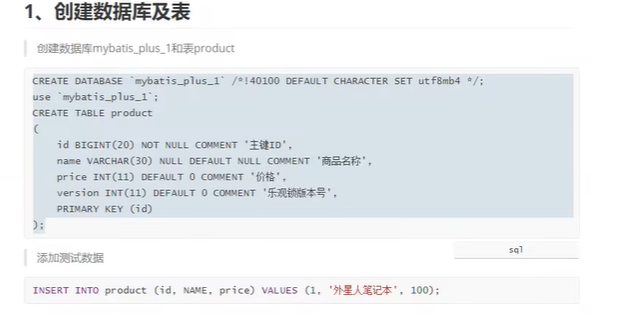 1、创建数据库及表
创建数据库mybatis_plus_1和表product
CREATE DATABASE `mybatis_plus_1` /*!40100 DEFAULT CHARACTER SET utf8mb4 */;
use `mybatis_plus_1`;
CREATE TABLE product
(
    id BIGINT(20) NOT NULL COMMENT '主键ID',
    name VARCHAR(30) NULL DEFAULT NULL COMMENT '商品名称',
    price INT(11) DEFAULT 0 COMMENT '价格',
    version INT(11) DEFAULT 0 COMMENT '乐观锁版本号',
    PRIMARY KEY (id)
);
sql
添加测试数据
INSERT INTO product (id, NAME, price) VALUES (1, '外星人笔记本', 100);